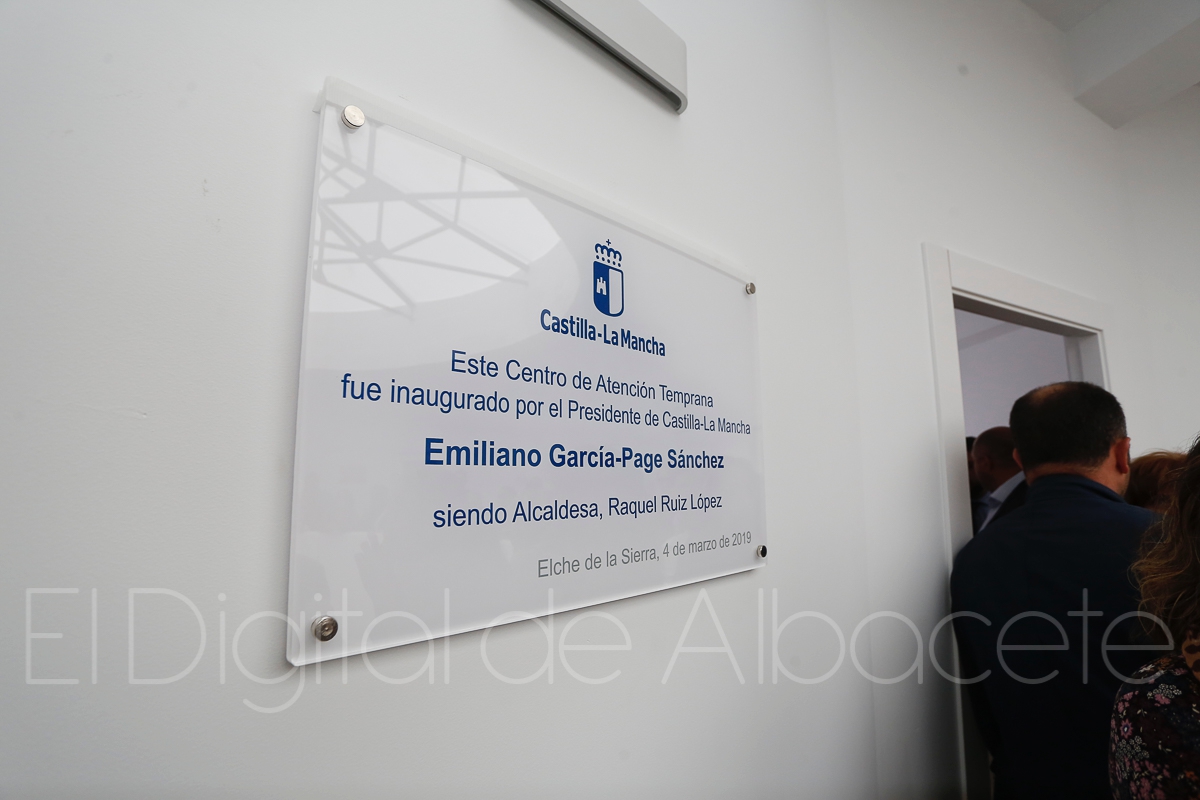 Castilla-La Mancha
Este Centro de Atención Temprana
fue inaugurado por el Presidente de Castilla-La Mancha
Emiliano García-Page Sánchez
siendo Alcaldesa, Raquel Ruiz López
Elche de la Sierra, 4 de marzo de 2019
El Digital de Albacete